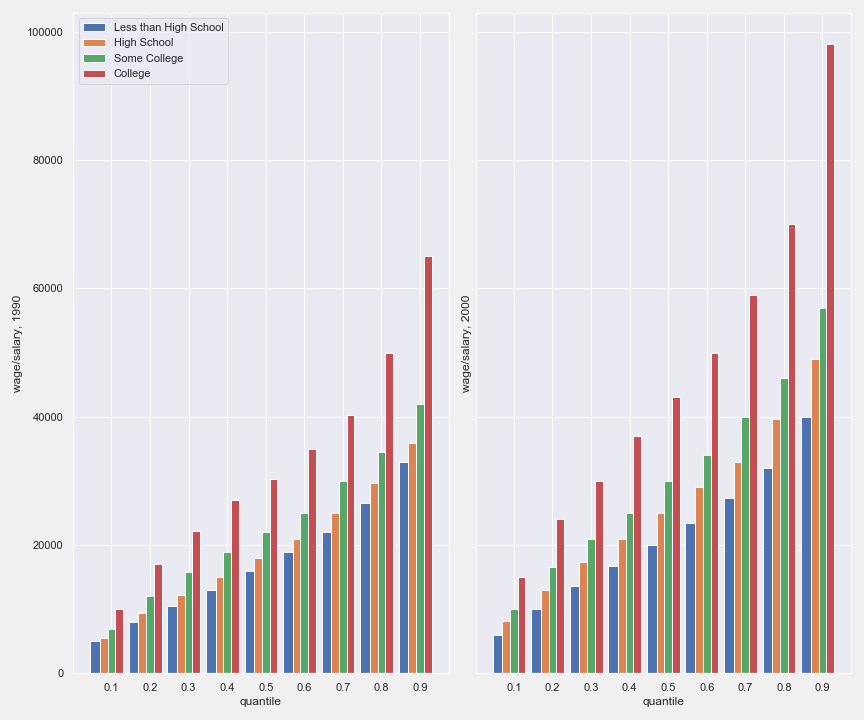 Less than High School
High School
Some College
College
100000
80000
60000
40000
20000
0
wage/salary, 1990
0.1 0.2 0.3 0.4 0.5 0.6 0.7 0.8 0.9
quantile
wage/salary, 2000
0.1 0.2 0.3 0.4 0.5 0.6 0.7 0.8 0.9
quantile